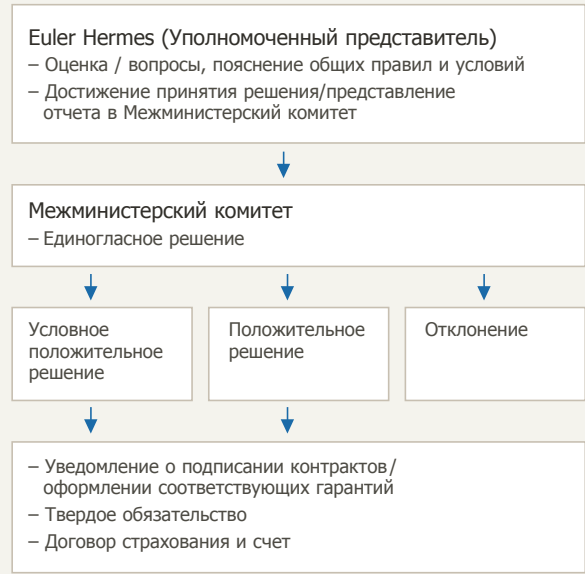 Euler Hermes (Уполномоченный представитель)
– Оценка / вопросы, пояснение общих правил и условий
– Достижение принятия решения/представление
отчета в Межминистерский комитет
Межминистерский комитет
– Единогласное решение
Условное
положительное
решение
Положительное
решение
Отклонение
– Уведомление о подписании контрактов/
оформлении соответствующих гарантий
– Твердое обязательство
– Договор страхования и счет